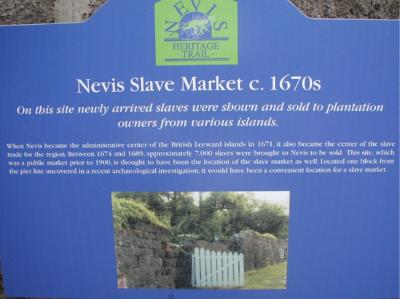 NEVIS
HERITAGE
· TRAIL ·
Nevis Slave Market c. 1670s
On this site newly arrived slaves were shown and sold to plantation
owners from various islands.
When Nevis became the administrative center of the British Leeward islands in 1671, it also became the center of the slave
trade for the region. Between 1674 and 1689, approximately 7,000 slaves were brought to Nevis to be sold. This site, which
was a public market prior to 1900, is thought to have been the location of the slave market as well. Located one block from
the pier line uncovered in a recent archaeological investigation, it would have been a convenient location for a slave market.